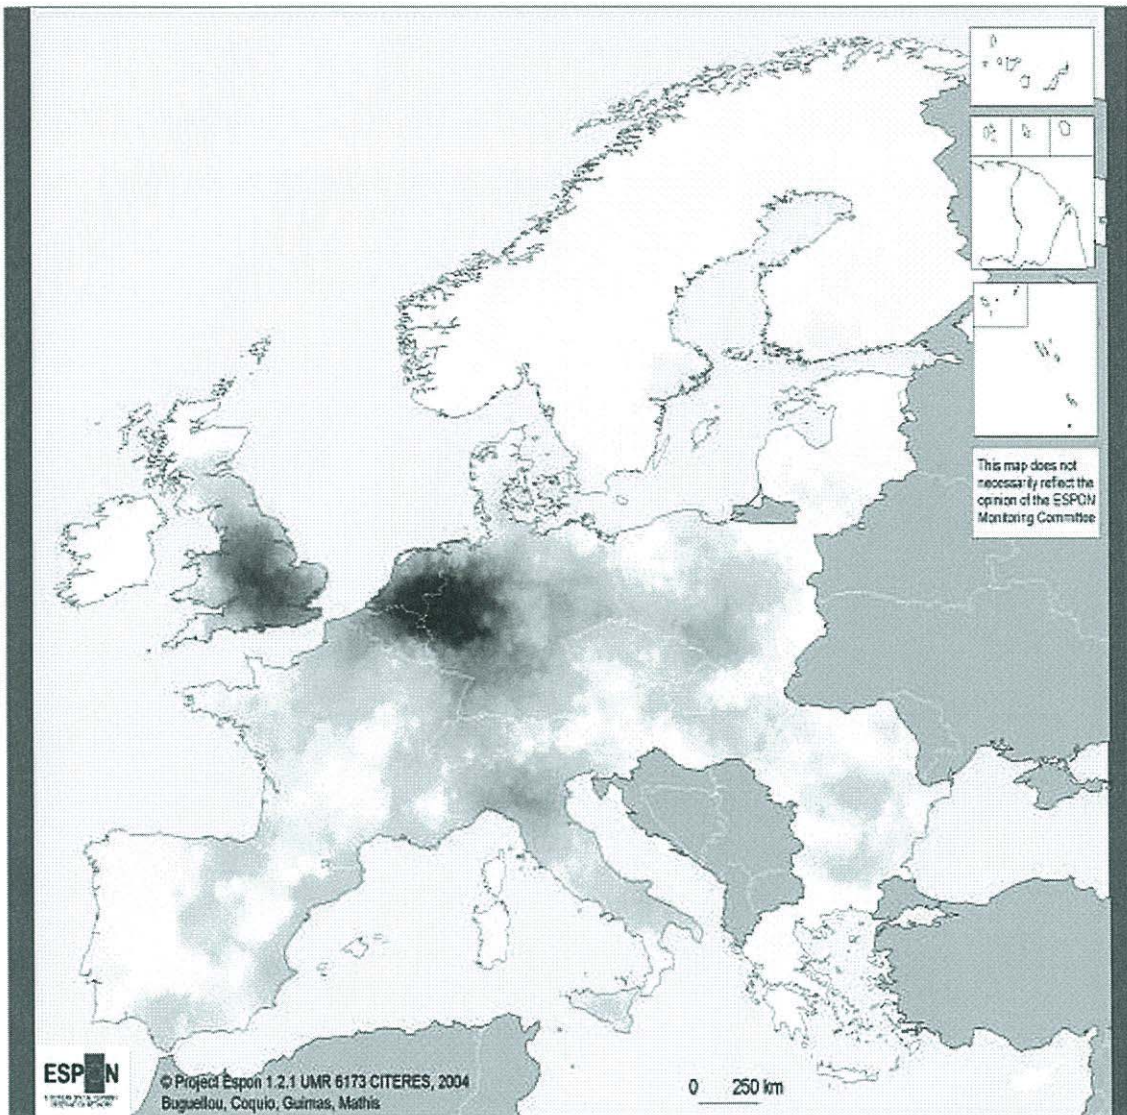 This map does not
necessarily reflect the
opinion of the ESPON
Monitoring Committee
ESPON
© Project Espon 1.2.1 UMR 6173 CITERES, 2004
Buguellou, Coquio, Guimas, Mathis
0 250 km